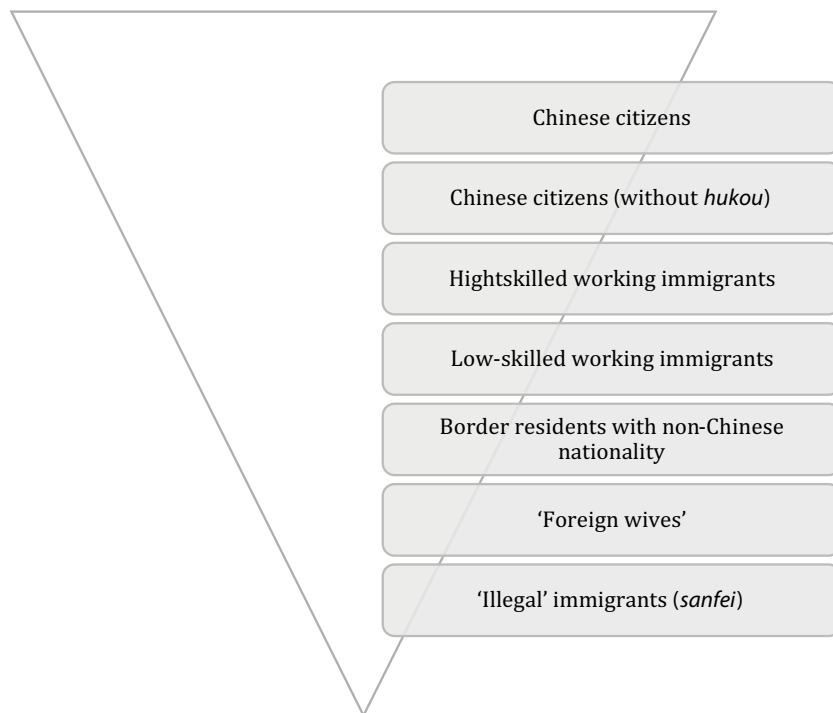 Chinese citizens
Chinese citizens (without hukou)
Hightskilled working immigrants
Low-skilled working immigrants
Border residents with non-Chinese
nationality
‘Foreign wives’
‘Illegal’ immigrants (sanfei)